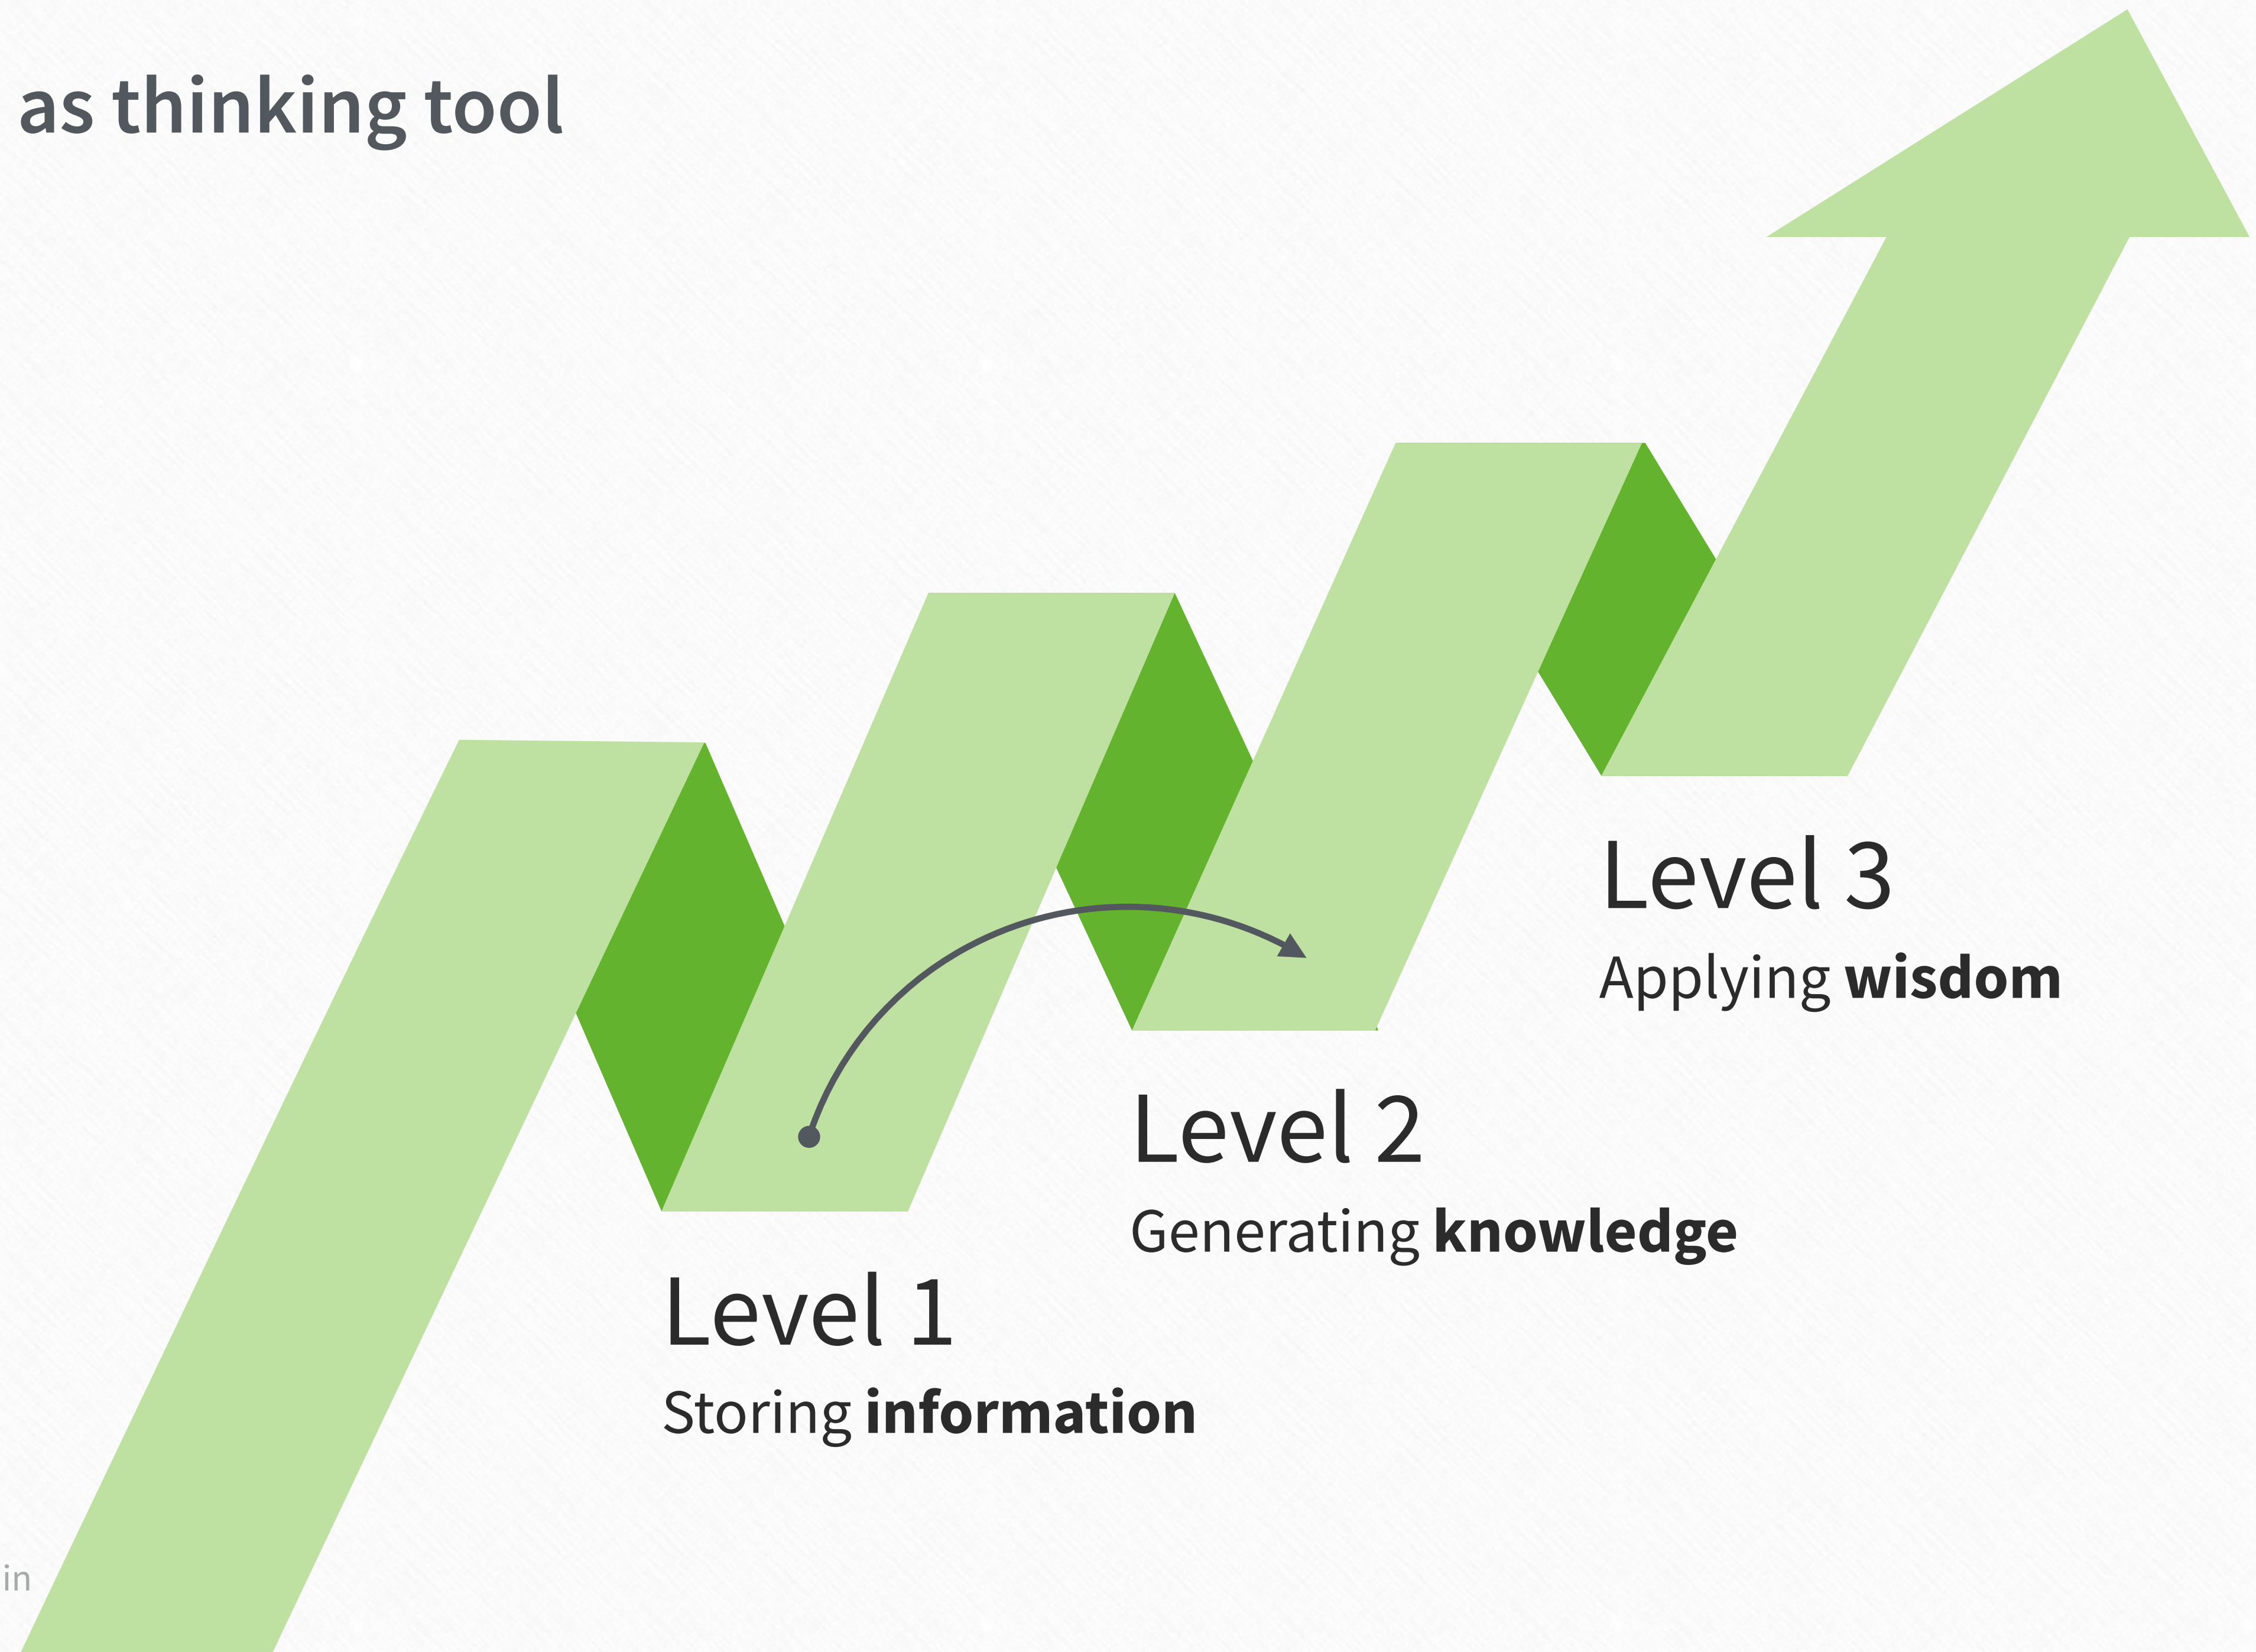 as thinking tool
Level 3
Applying wisdom
Level 2
Generating knowledge
Level 1
Storing information
in